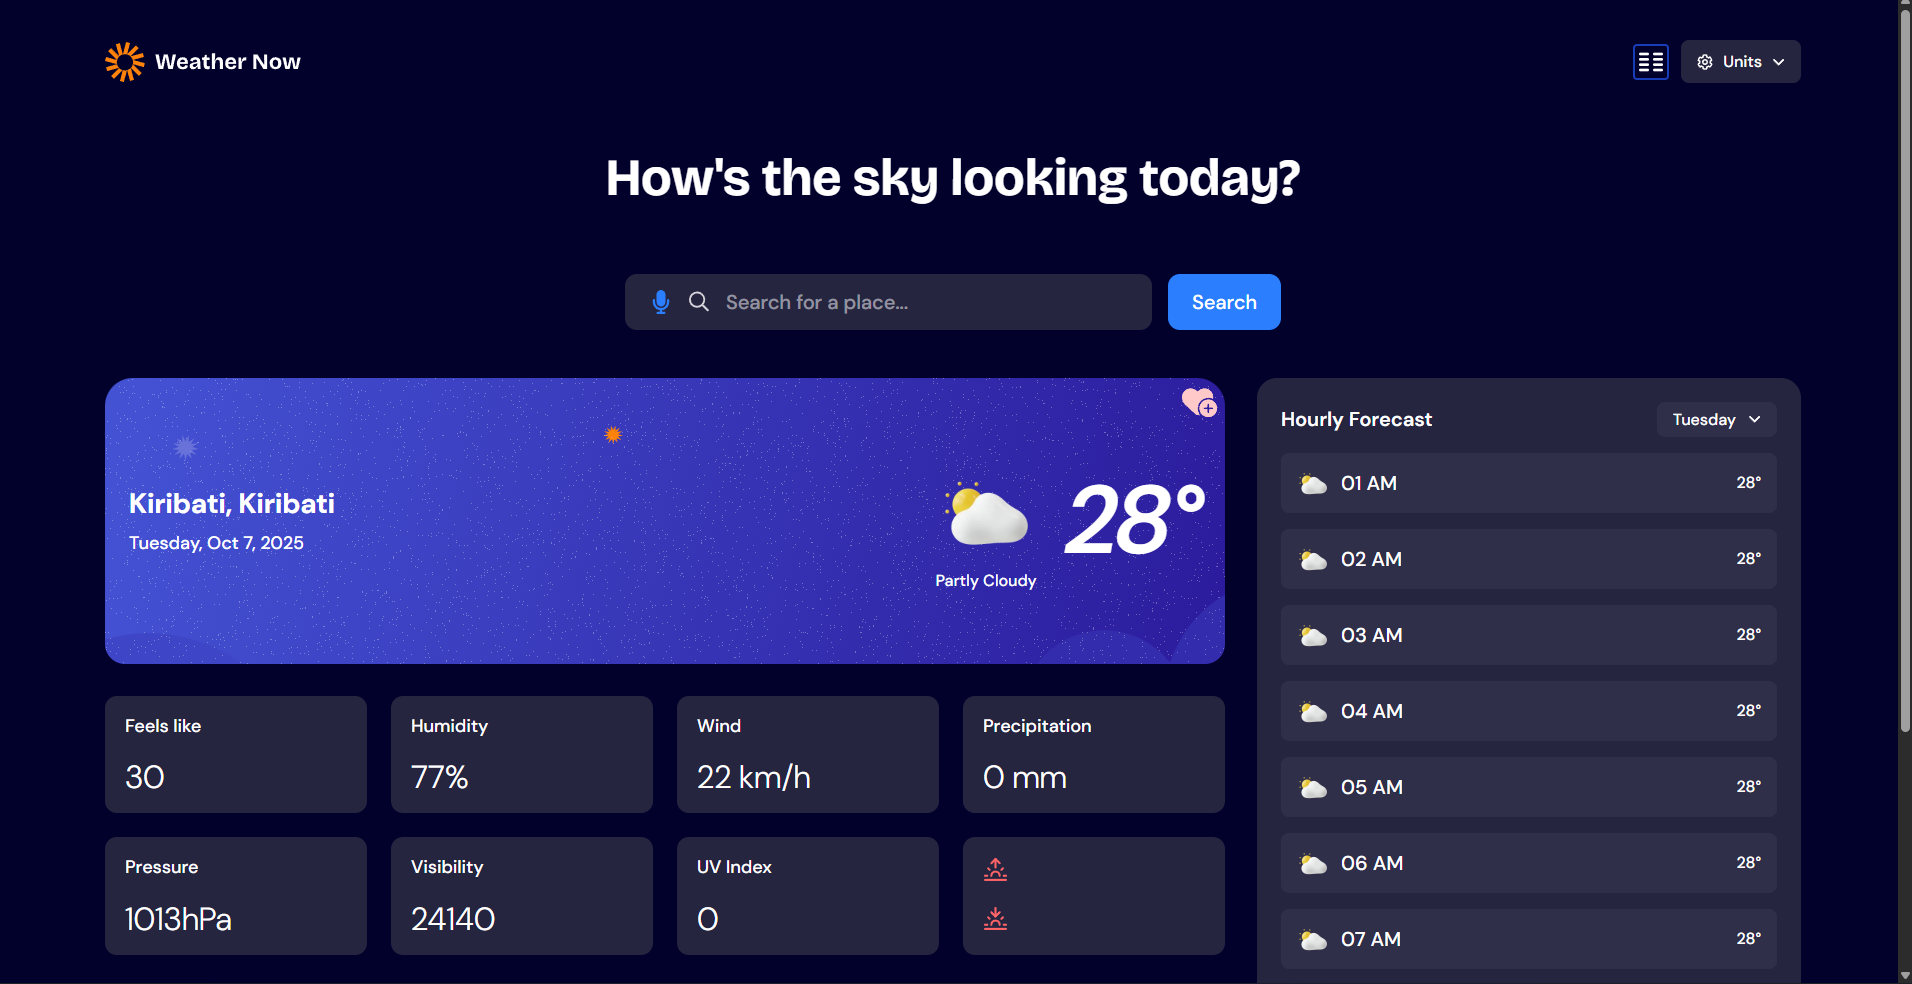 Weather Now
Units
How's the sky looking today?
Search for a place...
Search
Kiribati, Kiribati
Tuesday, Oct 7, 2025
28°
Partly Cloudy
Feels like
30
Humidity
77%
Wind
22 km/h
Precipitation
0 mm
Pressure
1013hPa
Visibility
24140
UV Index
0
Hourly Forecast
Tuesday
01 AM 28°
02 AM 28°
03 AM 28°
04 AM 28°
05 AM 28°
06 AM 28°
07 AM 28°